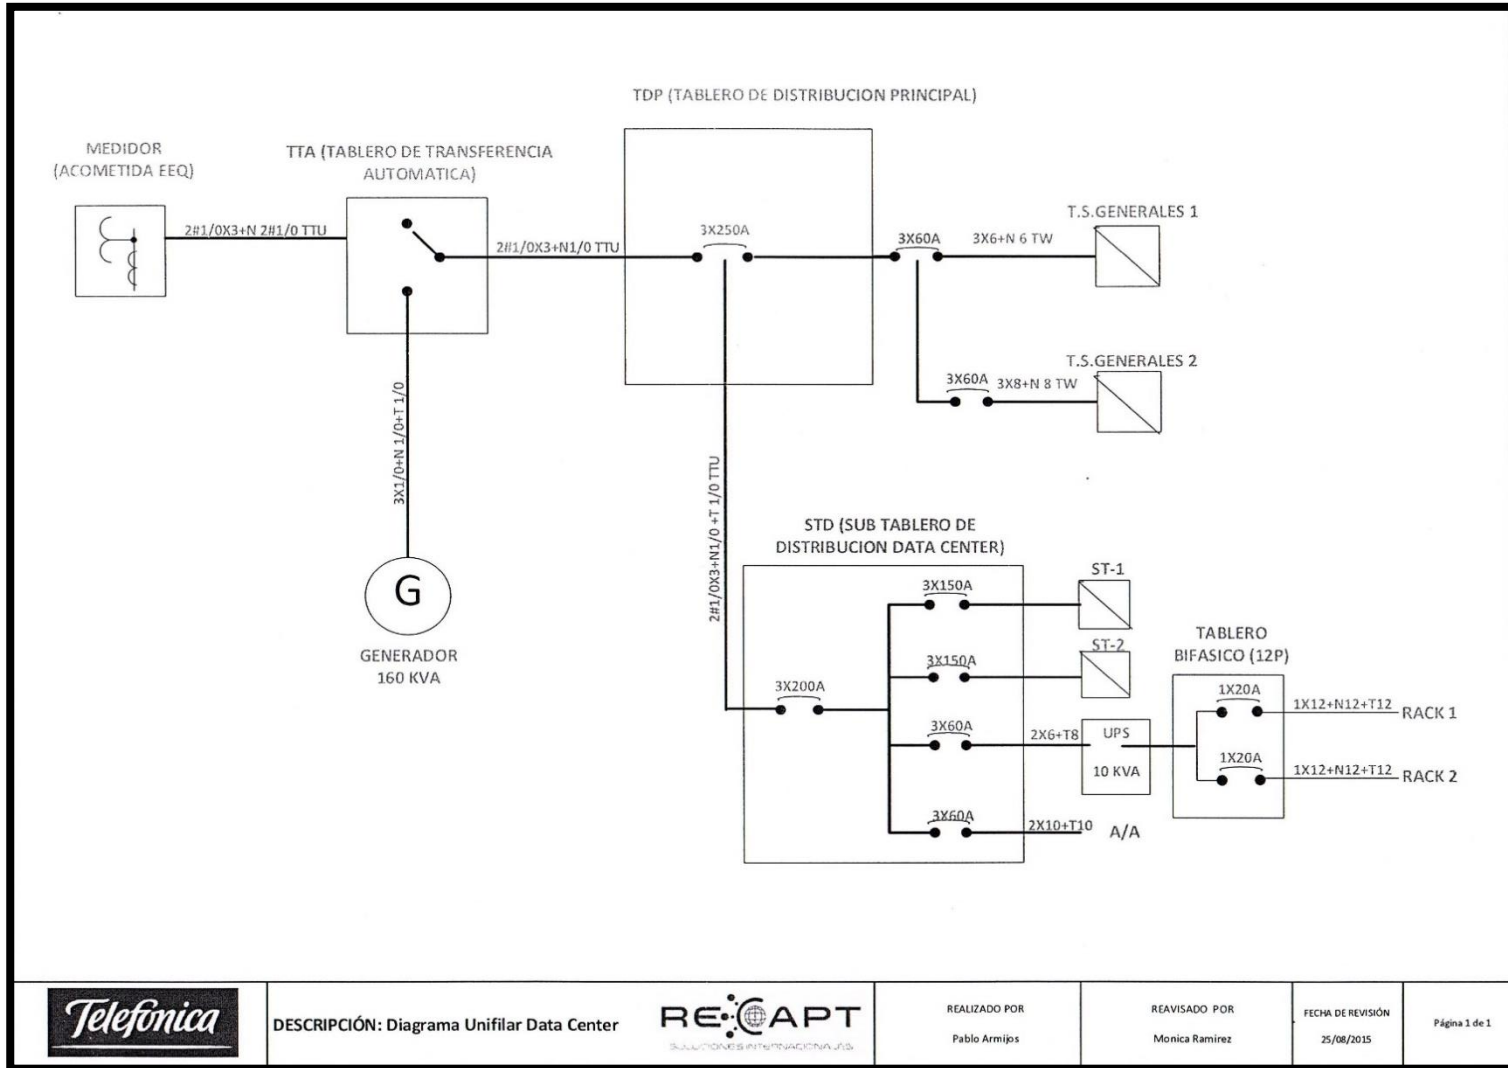 TDP (TABLERO DE DISTRIBUCION PRINCIPAL)
MEDIDOR
(ACOMETIDA EEQ)
TTA (TABLERO DE TRANSFERENCIA
AUTOMATICA)
2#1/0X3+N 2#1/0 TTU
2#1/0X3+N1/0 TTU
3X250A
3X60A
3X6+N 6 TW
T.S.GENERALES 1
3X60A
3X8+N 8 TW
T.S.GENERALES 2
3X1/0+N 1/0+T 1/0
G
GENERADOR
160 KVA
2#1/0X3+N1/0 +T 1/0 TTU
STD (SUB TABLERO DE
DISTRIBUCION DATA CENTER)
3X200A
3X150A
ST-1
3X150A
ST-2
3X60A
2X6+T8
UPS
10 KVA
3X60A
2X10+T10
A/A
TABLERO
BIFASICO (12P)
1X20A
1X12+N12+T12
RACK 1
1X20A
1X12+N12+T12
RACK 2
Telefónica
DESCRIPCIÓN: Diagrama Unifilar Data Center
RECAPT
SOLUCIONES INTERNACIONALES
REALIZADO POR
Pablo Armijos
REAVISADO POR
Monica Ramirez
FECHA DE REVISIÓN
25/08/2015
Página 1 de 1